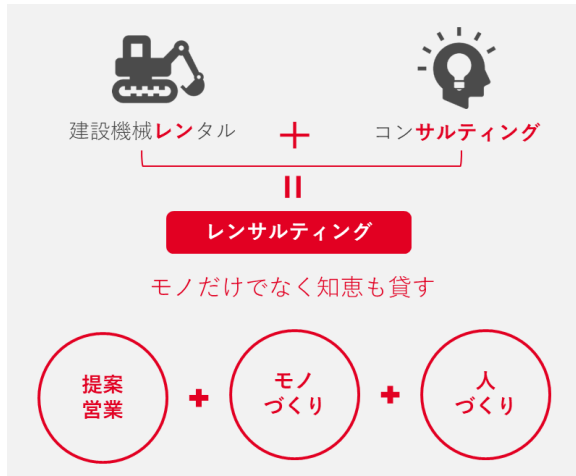 建設機械レンタル + コンサルティング
=
レンサルティング
モノだけでなく知恵も貸す
提案
営業
+
モノ
づくり
+
人
づくり